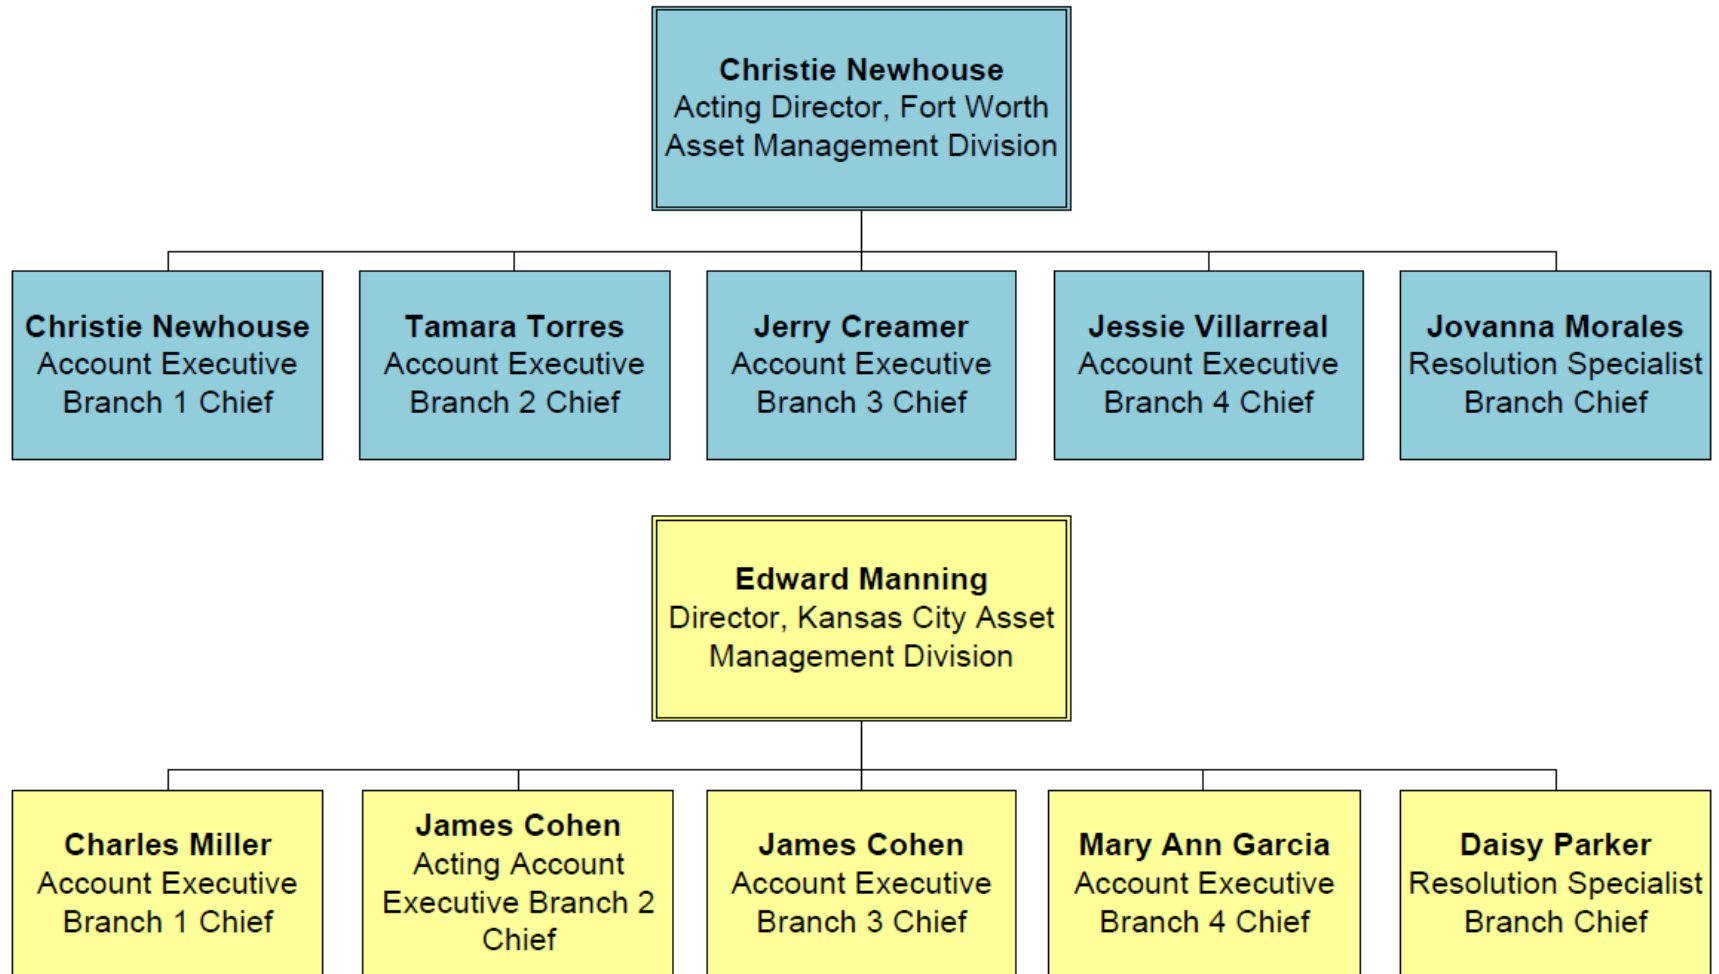 Christie Newhouse
Acting Director, Fort Worth
Asset Management Division
Christie Newhouse
Account Executive
Branch 1 Chief
Tamara Torres
Account Executive
Branch 2 Chief
Jerry Creamer
Account Executive
Branch 3 Chief
Jessie Villarreal
Account Executive
Branch 4 Chief
Jovanna Morales
Resolution Specialist
Branch Chief
Edward Manning
Director, Kansas City Asset
Management Division
Charles Miller
Account Executive
Branch 1 Chief
James Cohen
Acting Account
Executive Branch 2
Chief
James Cohen
Account Executive
Branch 3 Chief
Mary Ann Garcia
Account Executive
Branch 4 Chief
Daisy Parker
Resolution Specialist
Branch Chief